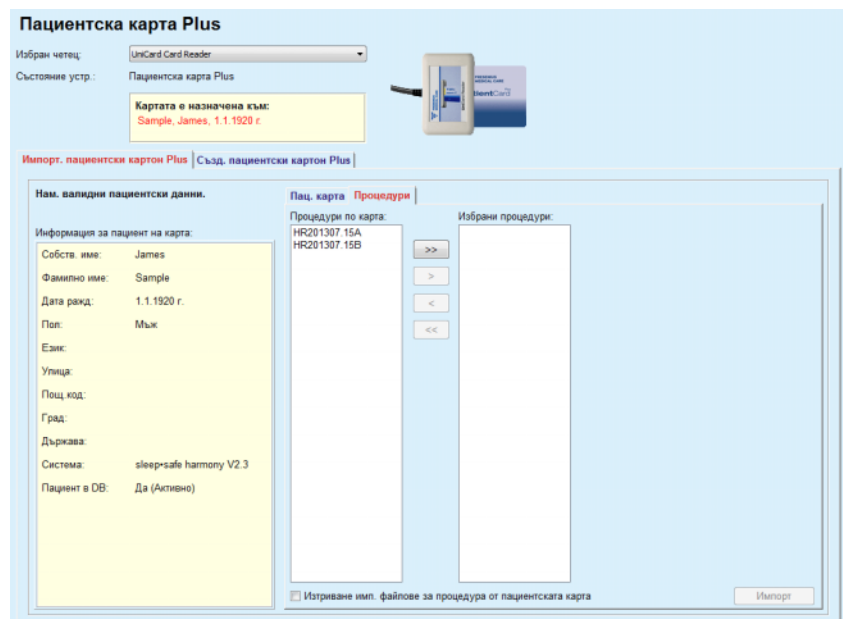 Пациентска карта Plus
Избран четец: UniCard Card Reader
Състояние устр.: Пациентска карта Plus
Картата е назначена към:
Sample, James, 1.1.1920 г.
FRESENIUS
MEDICAL CARE
ientCard
Импорт. пациентски картон Plus Създ. пациентски картон Plus
Нам. валидни пациентски данни.
Пац. карта Процедури
Процедури по карта: Избрани процедури:
HR201307.15A
HR201307.15B
>>
>
<
<<
Информация за пациент на карта:
Собств. име: James
Фамилно име: Sample
Дата ражд: 1.1.1920 г.
Пол: Мъж
Език:
Улица:
Пощ.код:
Град:
Държава:
Система: sleep•safe harmony V2.3
Пациент в DB: Да (Активно)
Изтриване имп. файлове за процедура от пациентската карта
Импорт